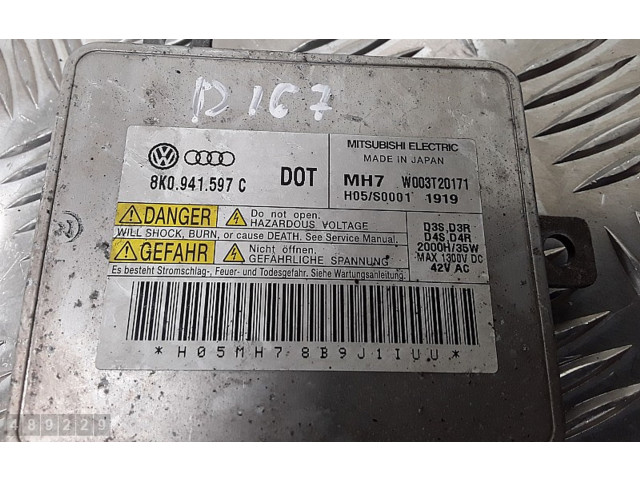 D167
MITSUBISHI ELECTRIC
MADE IN JAPAN
8K0.941.597 C DOT MH7 W003T20171
H05/S0001 1919
DANGER Do not open.
HAZARDOUS VOLTAGE
WILL SHOCK, BURN, or cause DEATH. See Service Manual.
GEFAHR Nicht öffnen.
GEFÄHRLICHE SPANNUNG
Es besteht Stromschlag-, Feuer- und Todesgefahr. Siehe Wartungsanleitung.
D3S,D3R
D4S,D4R
2000H/35W
MAX 1300V DC
42V AC
*H05MH78B9J1IUU*
489229